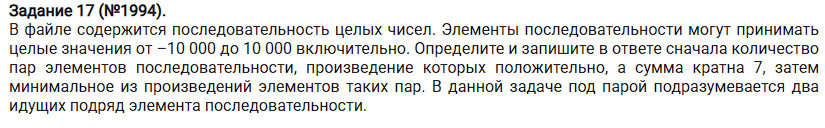 Задание 17 (№1994).
В файле содержится последовательность целых чисел. Элементы последовательности могут принимать
целые значения от –10 000 до 10 000 включительно. Определите и запишите в ответе сначала количество
пар элементов последовательности, произведение которых положительно, а сумма кратна 7, затем
минимальное из произведений элементов таких пар. В данной задаче под парой подразумевается два
идущих подряд элемента последовательности.